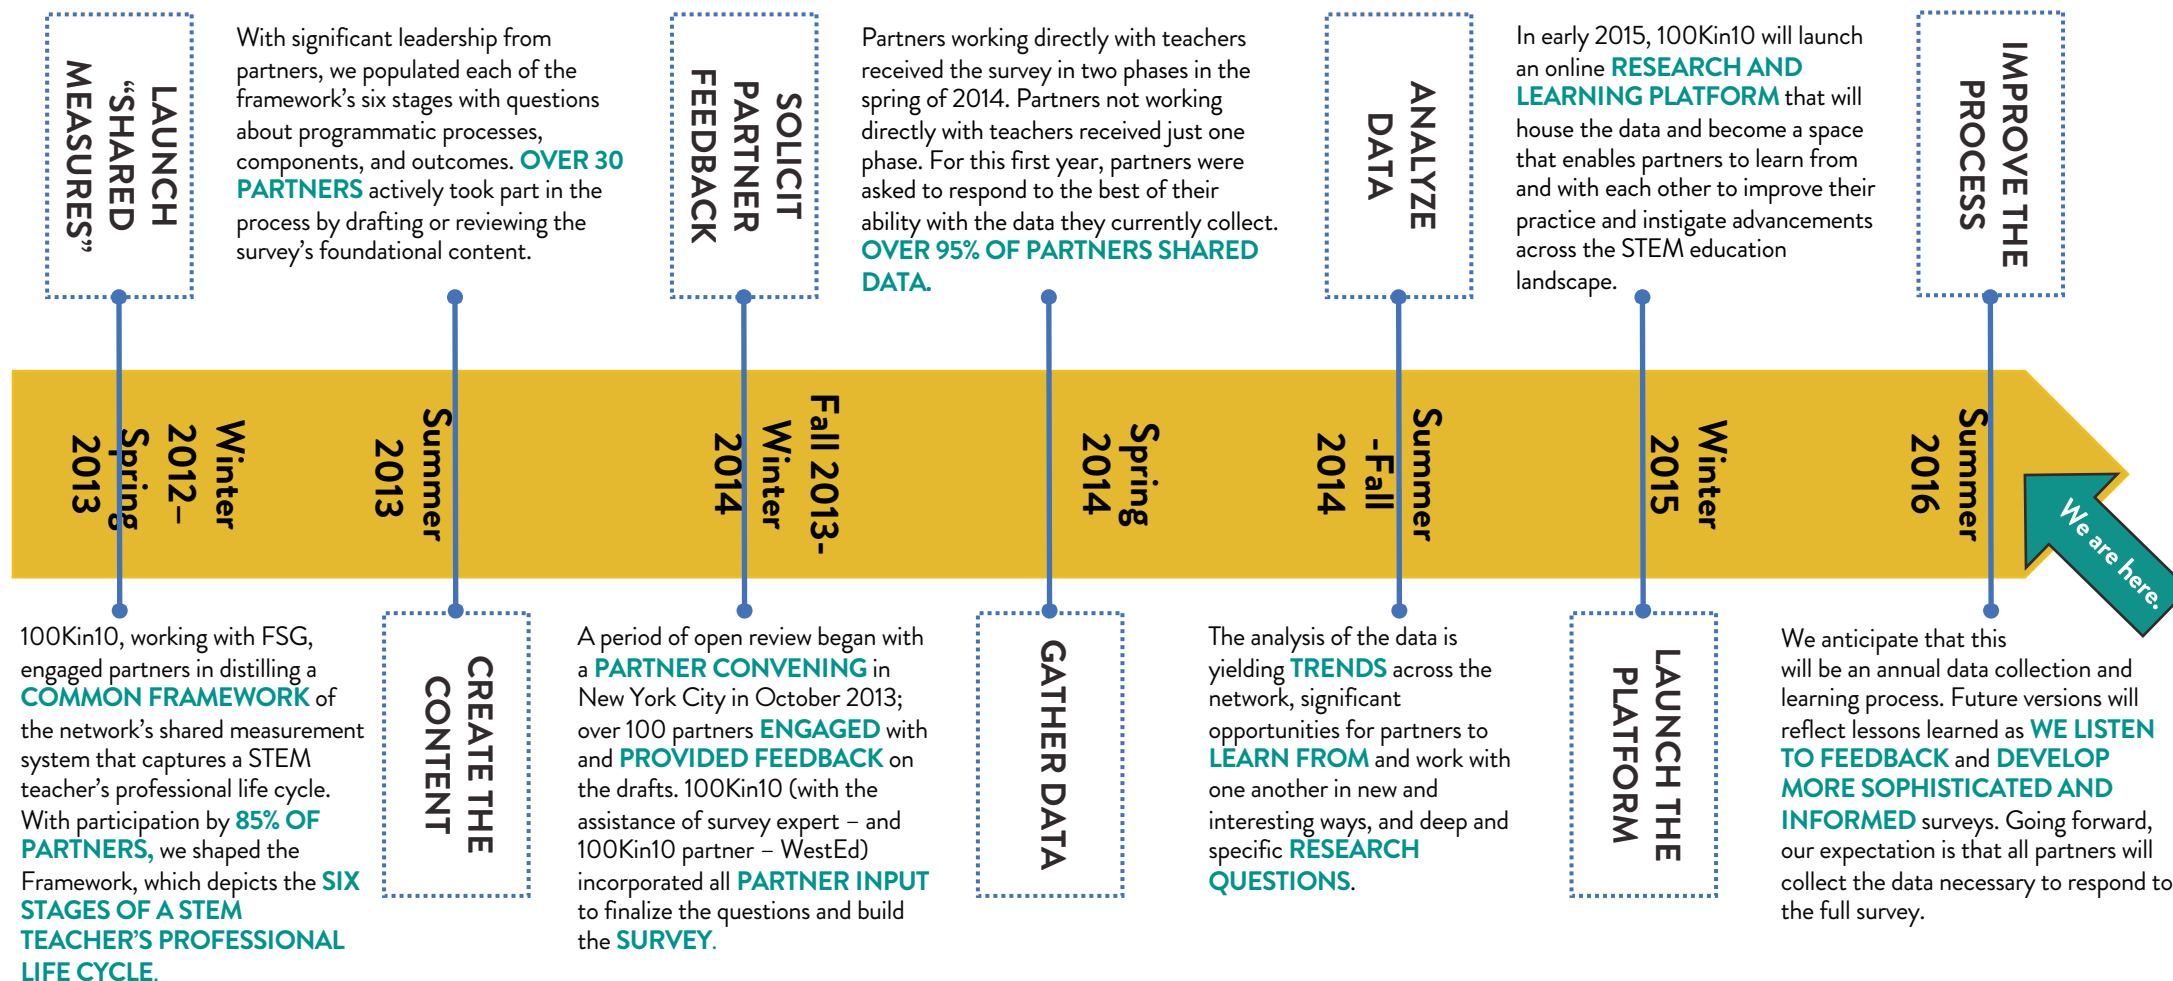 LAUNCH
“SHARED
MEASURES”
With significant leadership from
partners, we populated each of the
framework’s six stages with questions
about programmatic processes,
components, and outcomes. OVER 30
PARTNERS actively took part in the
process by drafting or reviewing the
survey’s foundational content.
SOLICIT
PARTNER
FEEDBACK
Partners working directly with teachers
received the survey in two phases in the
spring of 2014. Partners not working
directly with teachers received just one
phase. For this first year, partners were
asked to respond to the best of their
ability with the data they currently collect.
OVER 95% OF PARTNERS SHARED
DATA.
ANALYZE
DATA
In early 2015, 100Kin10 will launch
an online RESEARCH AND
LEARNING PLATFORM that will
house the data and become a space
that enables partners to learn from
and with each other to improve their
practice and instigate advancements
across the STEM education
landscape.
IMPROVE THE
PROCESS
Winter
2012–
Spring
2013
Summer
2013
Fall 2013-
Winter
2014
Spring
2014
Summer
-Fall
2014
Winter
2015
Summer
2016
We are here.
100Kin10, working with FSG,
engaged partners in distilling a
COMMON FRAMEWORK of
the network’s shared measurement
system that captures a STEM
teacher’s professional life cycle.
With participation by 85% OF
PARTNERS, we shaped the
Framework, which depicts the SIX
STAGES OF A STEM
TEACHER’S PROFESSIONAL
LIFE CYCLE.
CREATE THE
CONTENT
A period of open review began with
a PARTNER CONVENING in
New York City in October 2013;
over 100 partners ENGAGED with
and PROVIDED FEEDBACK on
the drafts. 100Kin10 (with the
assistance of survey expert – and
100Kin10 partner – WestEd)
incorporated all PARTNER INPUT
to finalize the questions and build
the SURVEY.
GATHER DATA
The analysis of the data is
yielding TRENDS across the
network, significant
opportunities for partners to
LEARN FROM and work with
one another in new and
interesting ways, and deep and
specific RESEARCH
QUESTIONS.
LAUNCH THE
PLATFORM
We anticipate that this
will be an annual data collection and
learning process. Future versions will
reflect lessons learned as WE LISTEN
TO FEEDBACK and DEVELOP
MORE SOPHISTICATED AND
INFORMED surveys. Going forward,
our expectation is that all partners will
collect the data necessary to respond to
the full survey.